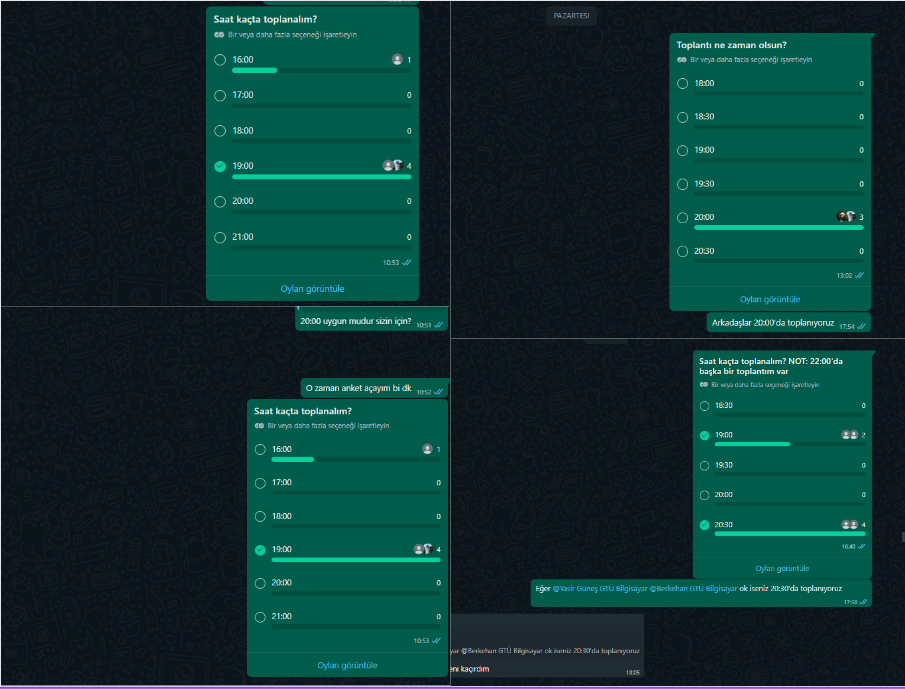 Saat kaçta toplanalım?
Bir veya daha fazla seçeneği işaretleyin
16:00 1
17:00 0
18:00 0
19:00 4
20:00 0
21:00 0
10:53
Oyları görüntüle
PAZARTESİ
Toplantı ne zaman olsun?
Bir veya daha fazla seçeneği işaretleyin
18:00 0
18:30 0
19:00 0
19:30 0
20:00 3
20:30 0
13:02
Oyları görüntüle
Arkadaşlar 20:00'da toplanıyoruz 17:54
20:00 uygun mudur sizin için? 10:51
O zaman anket açayım bi dk 10:52
Saat kaçta toplanalım?
Bir veya daha fazla seçeneği işaretleyin
16:00 1
17:00 0
18:00 0
19:00 4
20:00 0
21:00 0
10:53
Oyları görüntüle
Saat kaçta toplanalım? NOT: 22:00'da
başka bir toplantım var
Bir veya daha fazla seçeneği işaretleyin
18:30 0
19:00 2
19:30 0
20:00 0
20:30 4
16:40
Oyları görüntüle
Eğer @Yasir Güneş GTÜ Bilgisayar @Berkehan GTÜ Bilgisayar ok iseniz 20:30'da toplanıyoruz
17:58
yar @Berkehan GTÜ Bilgisayar ok iseniz 20:30'da toplanıyoruz
eni kaçırdım
18:05